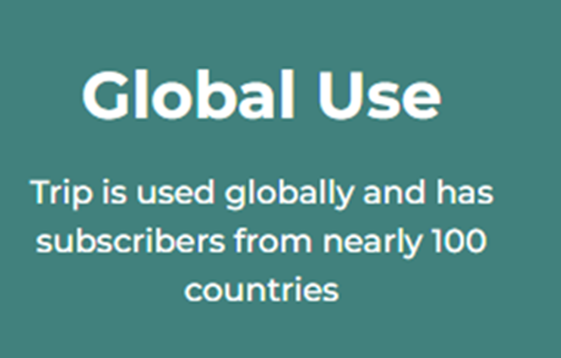 Global Use
Trip is used globally and has
subscribers from nearly 100
countries